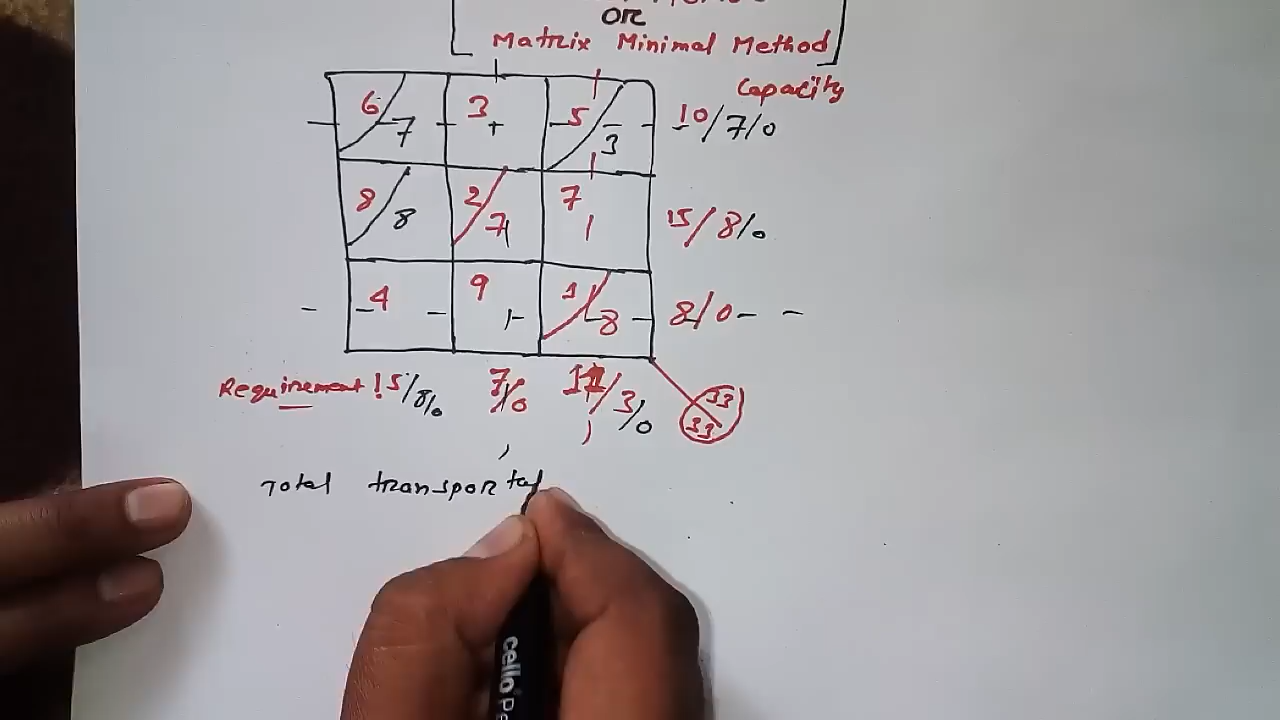 OR
Matrix Minimal Method
Capacity
6 7 3 5 3 10/7/0
8 8 2 7 7 15/8/0
4 9 1 8 8/0
Requirement 15/8/0 7/0 11/3/0 33 33
Total transportat
cello